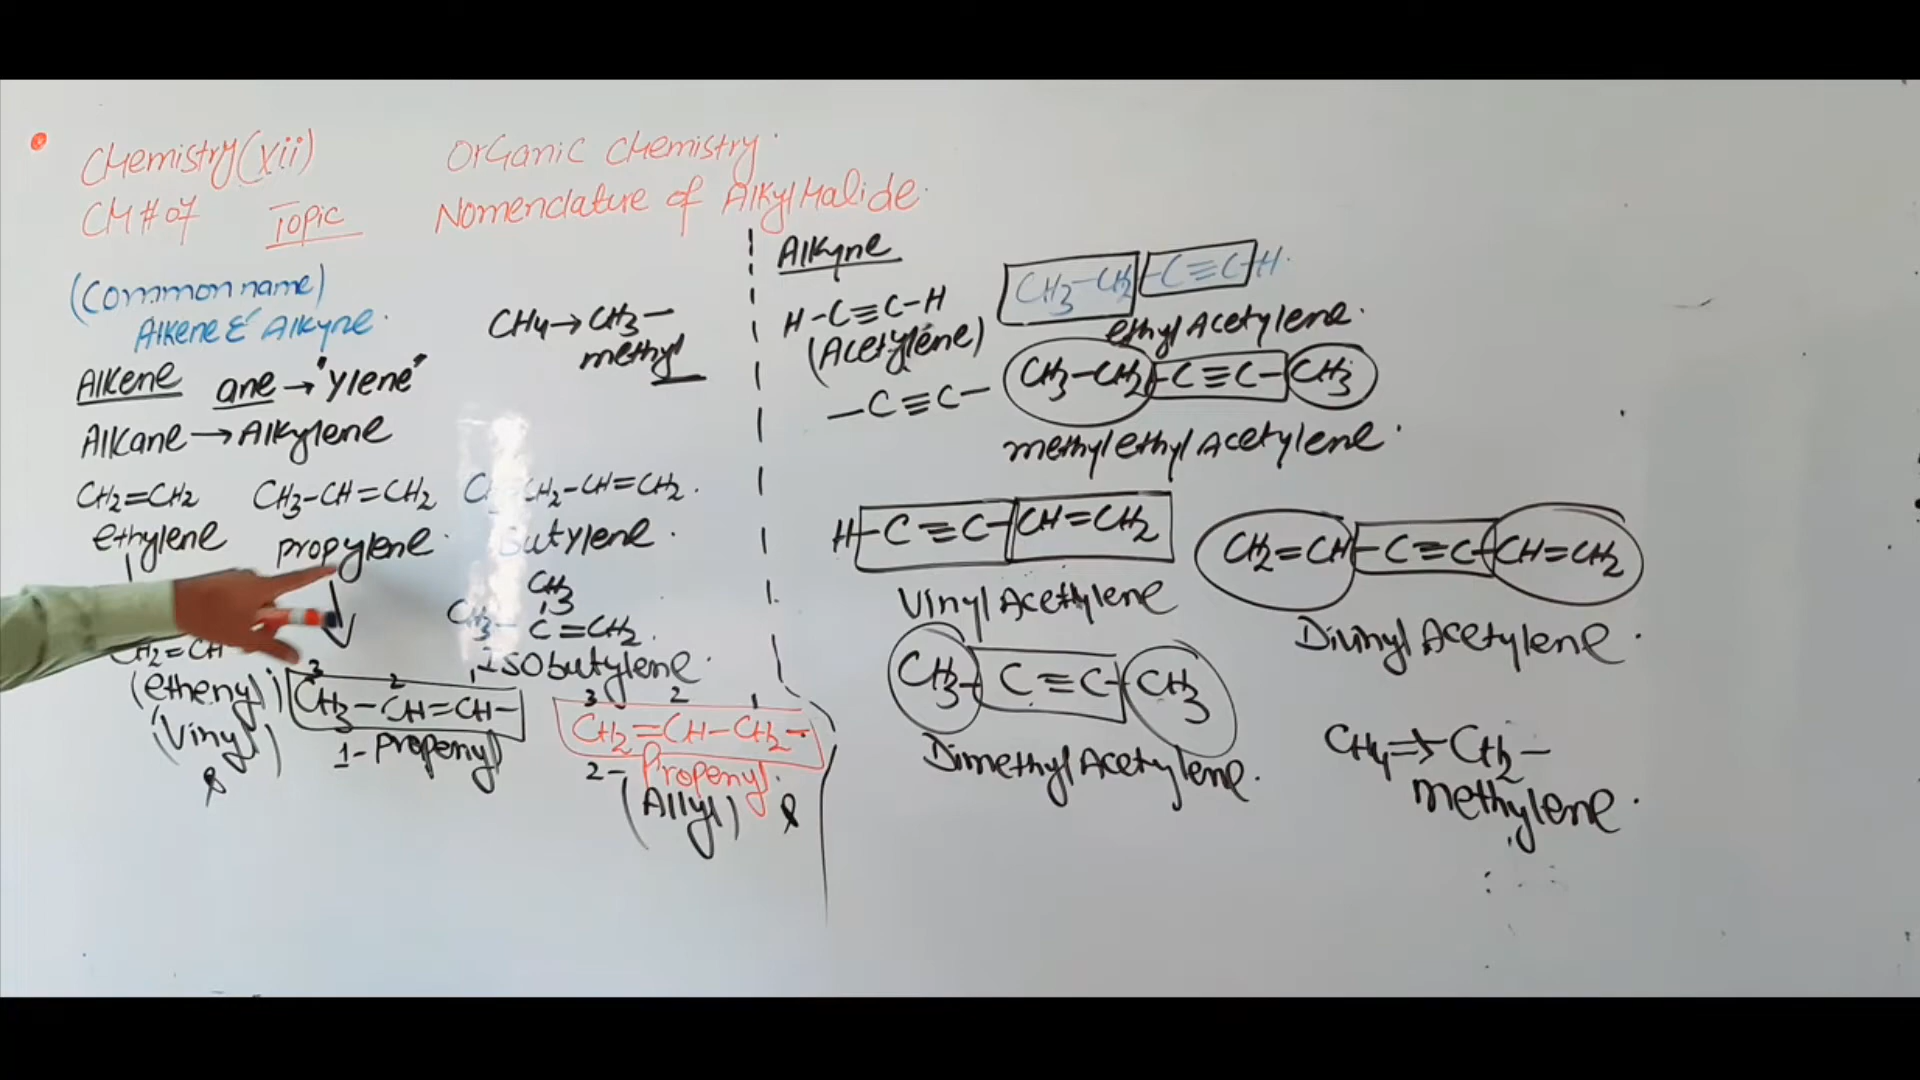 Chemistry(xii) Organic Chemistry.
CH#07 Topic Nomenclature of AlkylHalide.
(Common name)
Alkene & Alkyne.
Alkene ane→"ylene"
Alkane→Alkylene
CH4→CH3—
methyl
CH2=CH2 CH3-CH=CH2 H2-CH=CH2.
ethylene propylene. Butylene.
CH3
CH3-C=CH2.
Isobutylene.
CH2=CH
(ethenyl)
(Vinyl)
3 2 1
CH3-CH=CH-
1-Propenyl
3 2 1
CH2=CH-CH2-
2-Propenyl.
(Allyl)
Alkyne
H-C≡C-H
(Acetylene)
—C≡C—
CH3-CH2-C≡C-H.
ethyl Acetylene.
CH3-CH2-C≡C-CH3
methylethyl Acetylene.
H-C≡C-CH=CH2
Vinyl Acetylene
CH2=CH-C≡C-CH=CH2
Divinyl Acetylene.
CH3-C≡C-CH3
Dimethyl Acetylene.
CH4→CH2—
methylene.